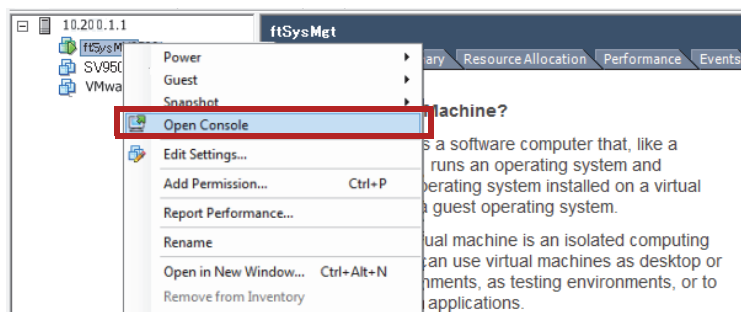 10.200.1.1
ftSysMgt
SV950
VMwa
ftSysMgt
Resource Allocation
Performance
Events
Power
Guest
Snapshot
Open Console
Edit Settings...
Add Permission... Ctrl+P
Report Performance...
Rename
Open in New Window... Ctrl+Alt+N
Remove from Inventory
Machine?
s a software computer that, like a
runs an operating system and
perating system installed on a virtual
a guest operating system.
ual machine is an isolated computing
can use virtual machines as desktop or
nments, as testing environments, or to
applications.